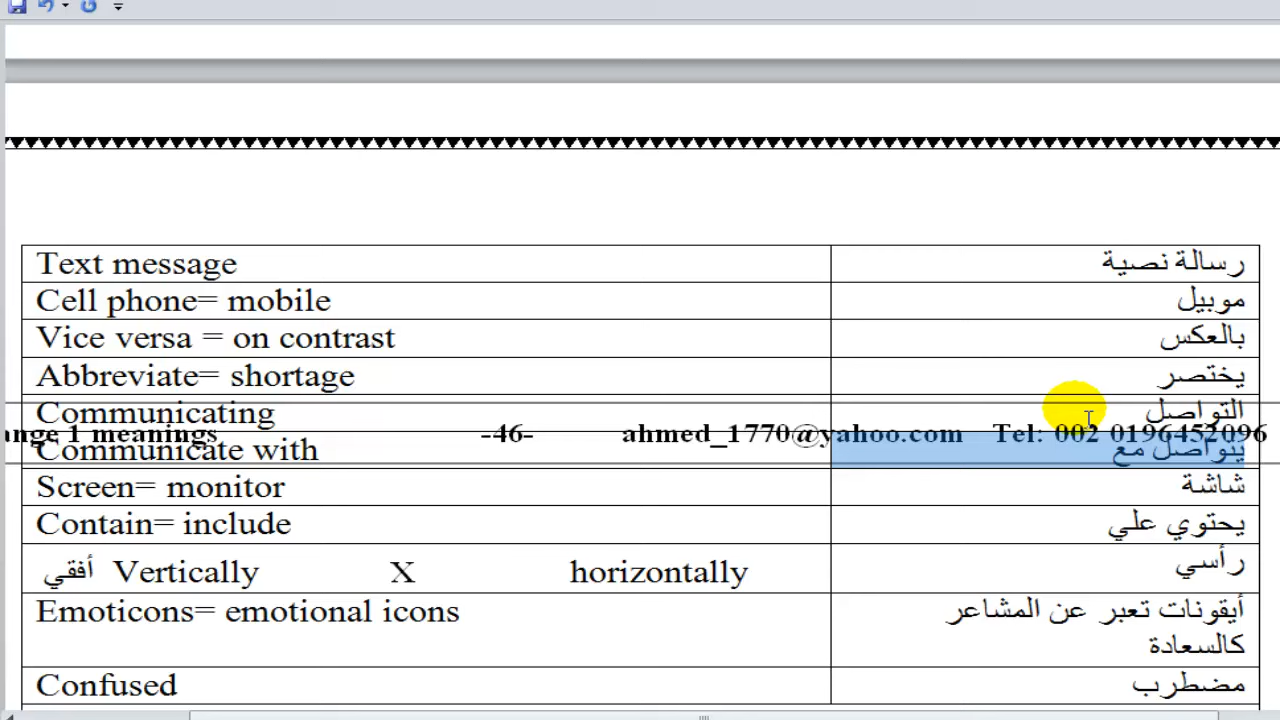 Text message رسالة نصية
Cell phone= mobile موبيل
Vice versa = on contrast بالعكس
Abbreviate= shortage يختصر
Communicating التواصل
ange 1 meanings -46- ahmed_1770@yahoo.com Tel: 002 0196452096
Communicate with يتواصل مع
Screen= monitor شاشة
Contain= include يحتوي علي
أفقي Vertically X horizontally رأسي
Emoticons= emotional icons أيقونات تعبر عن المشاعر
كالسعادة
Confused مضطرب